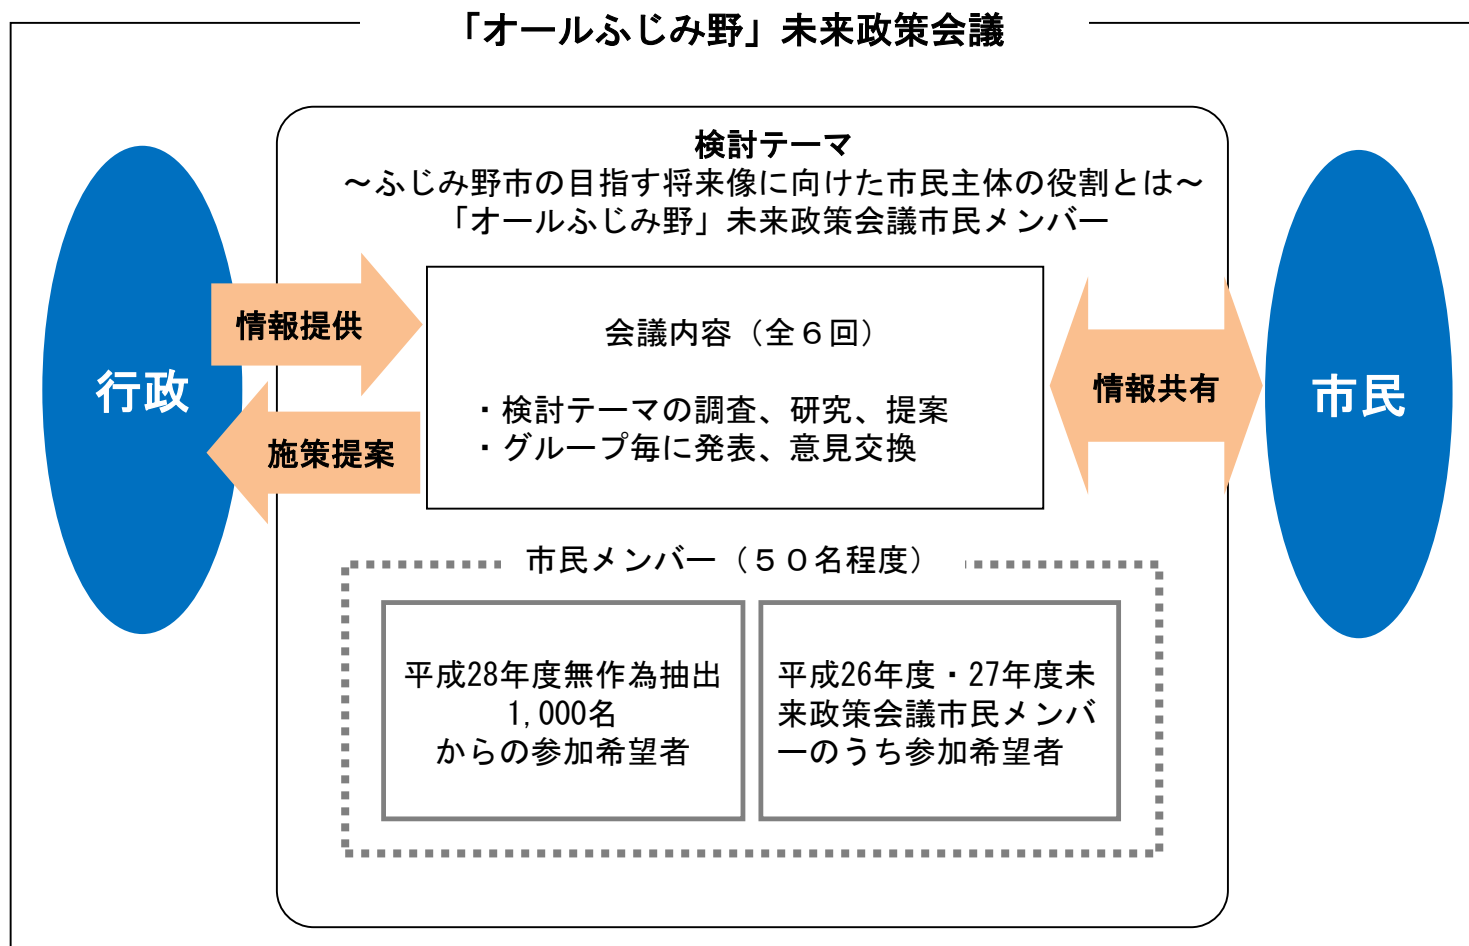 「オールふじみ野」未来政策会議
検討テーマ
～ふじみ野市の目指す将来像に向けた市民主体の役割とは～
「オールふじみ野」未来政策会議市民メンバー
行政
情報提供
施策提案
会議内容（全６回）
・検討テーマの調査、研究、提案
・グループ毎に発表、意見交換
情報共有
市民
市民メンバー（５０名程度）
平成28年度無作為抽出
1,000名
からの参加希望者
平成26年度・27年度未
来政策会議市民メンバ
ーのうち参加希望者